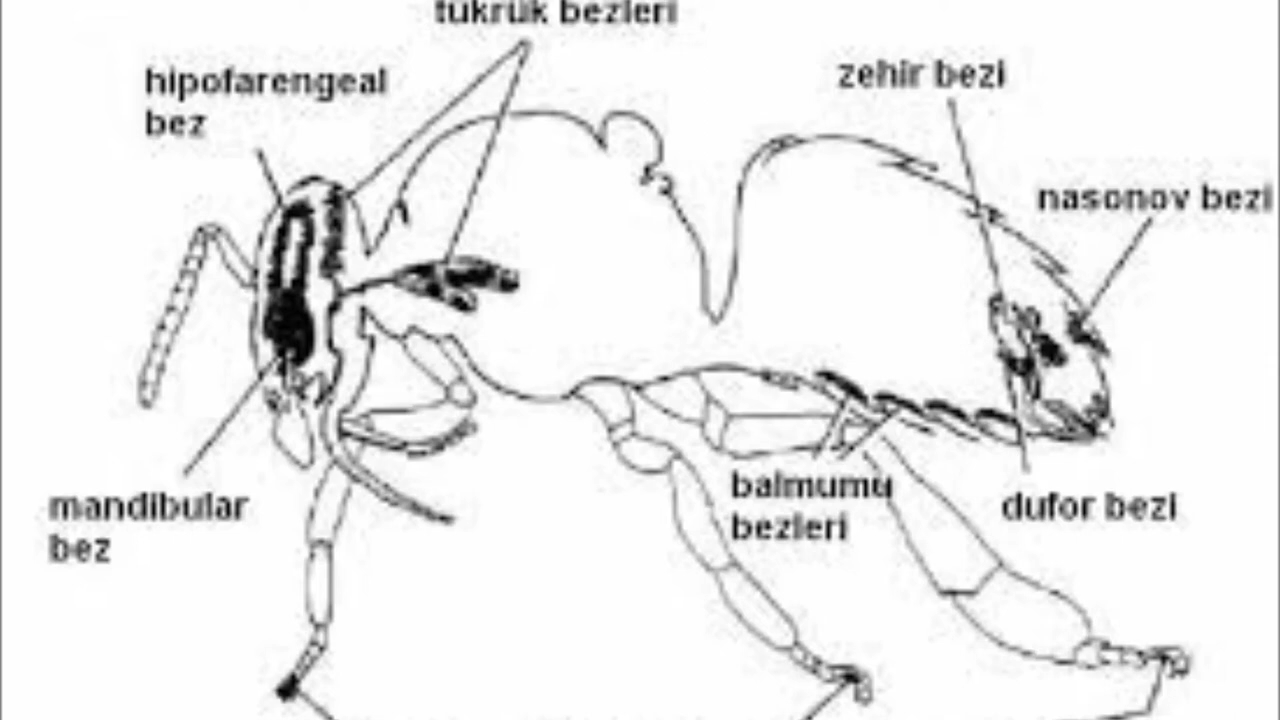 tükrük bezleri
hipofarengeal
bez
zehir bezi
nasonov bezi
mandibular
bez
balmumu
bezleri
dufor bezi